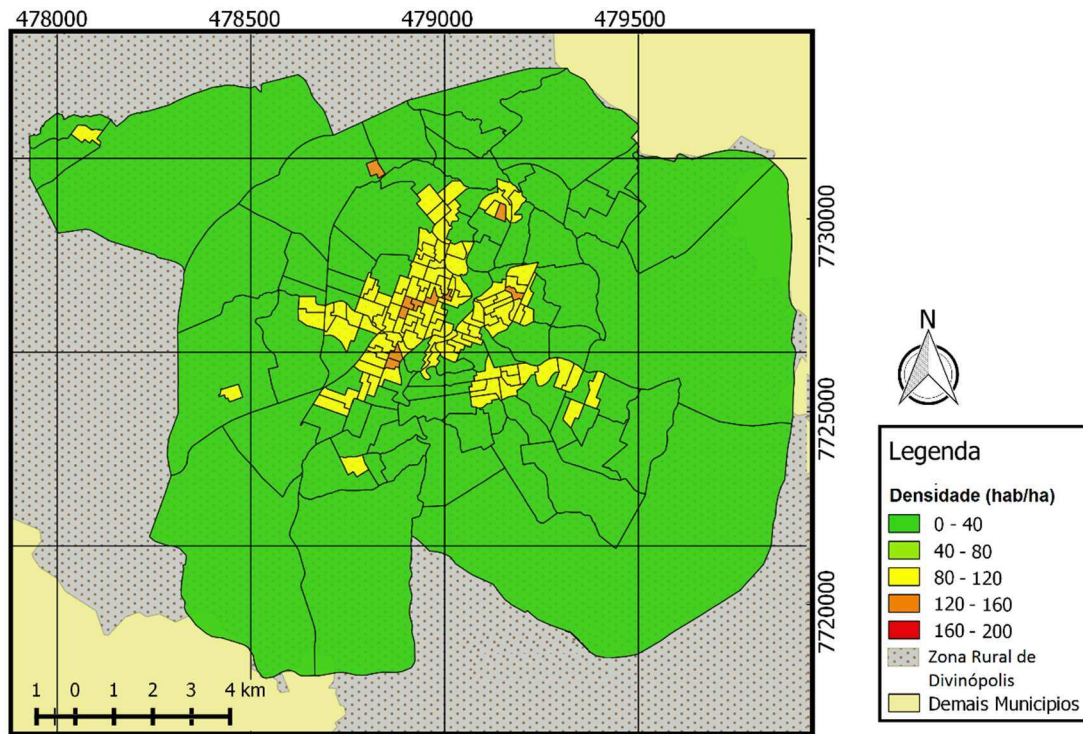 478000 478500 479000 479500
7730000
7725000
7720000
1 0 1 2 3 4 km
N
Legenda
Densidade (hab/ha)
0 - 40
40 - 80
80 - 120
120 - 160
160 - 200
Zona Rural de
Divinópolis
Demais Municipios